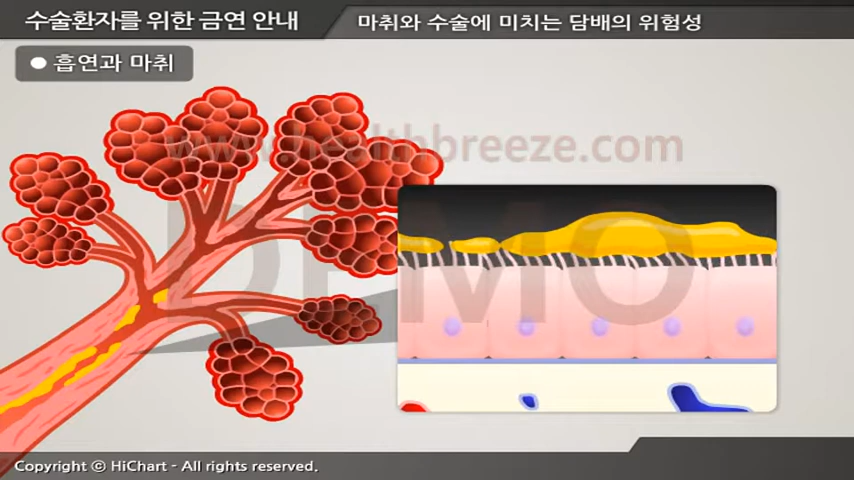 수술환자를 위한 금연 안내
마취와 수술에 미치는 담배의 위험성
● 흡연과 마취
www.healthbreeze.com
DEMO
Copyright ⓒ HiChart - All rights reserved.